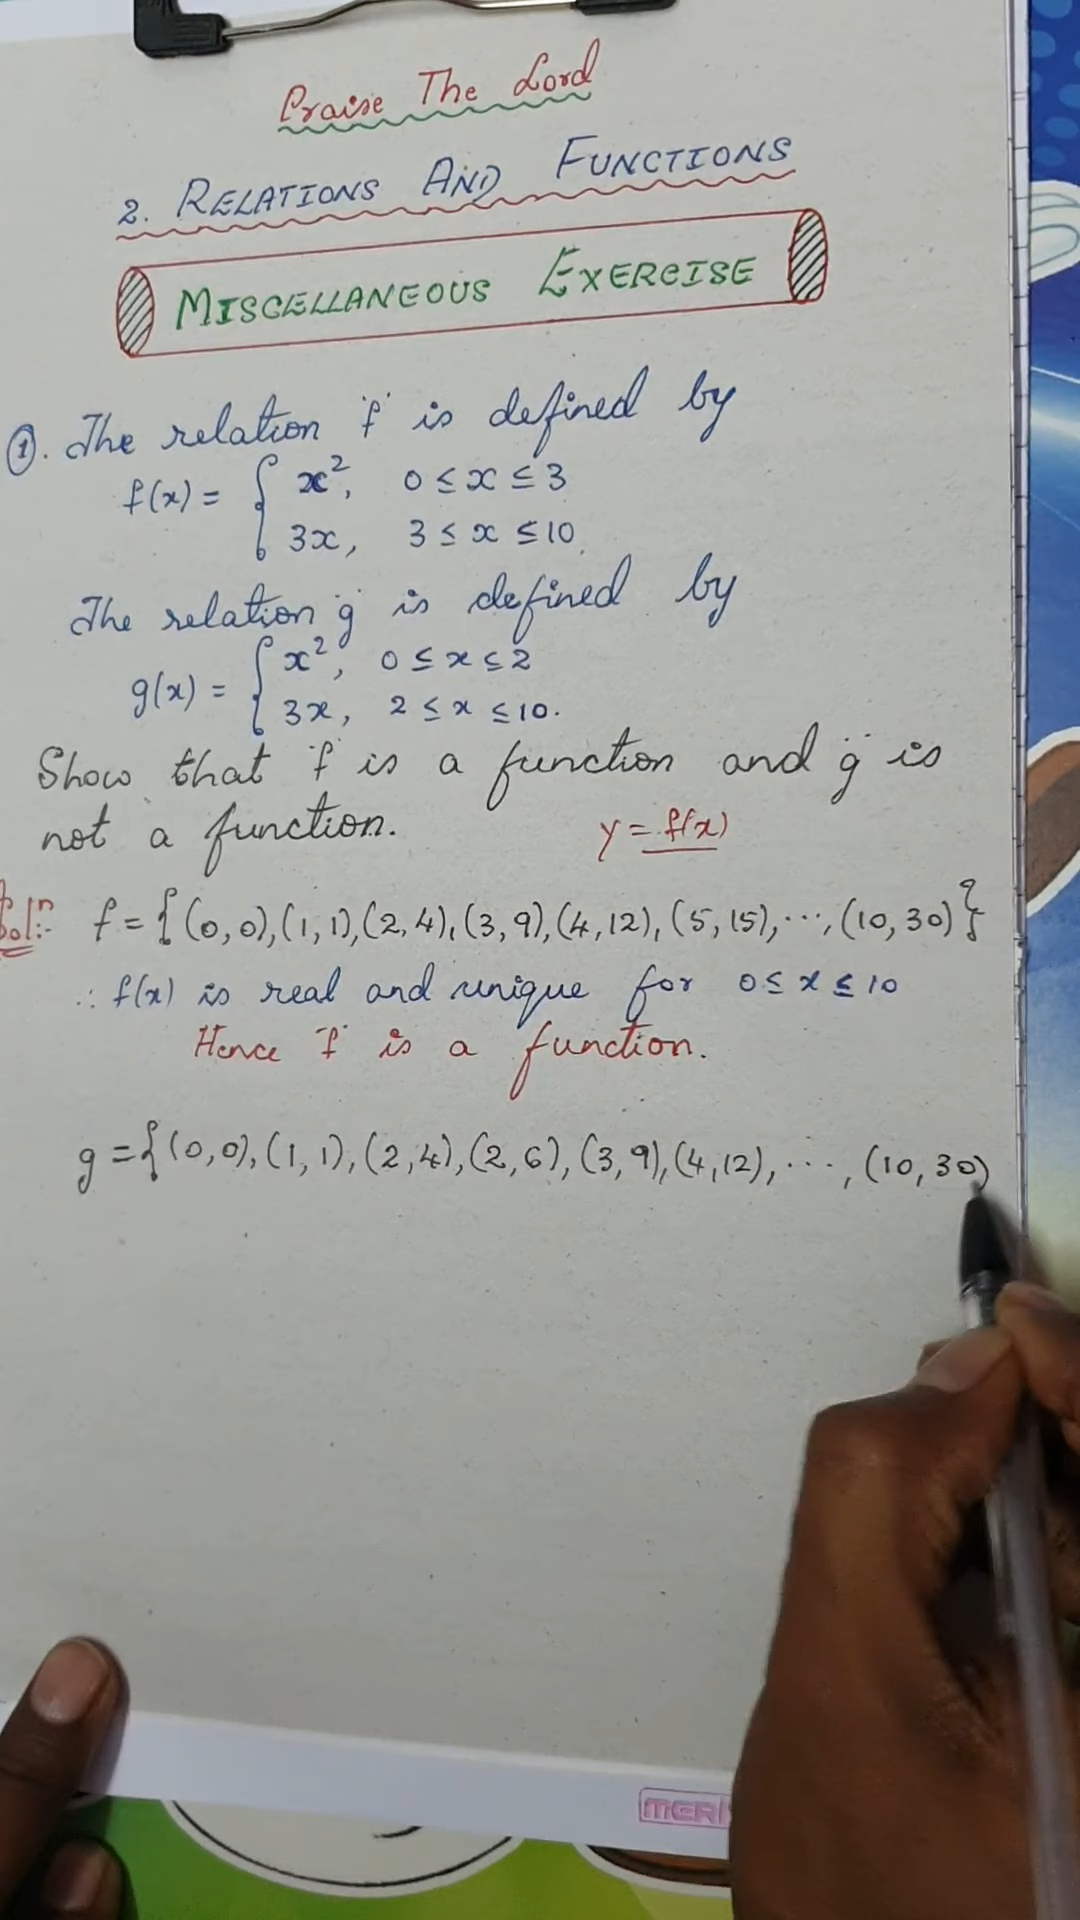 Praise The Lord
2. RELATIONS AND FUNCTIONS
MISCELLANEOUS EXERCISE
①. The relation 'f' is defined by
f(x) = { x², 0 ≤ x ≤ 3
3x, 3 ≤ x ≤ 10.
The relation 'g' is defined by
g(x) = { x², 0 ≤ x ≤ 2
3x, 2 ≤ x ≤ 10.
Show that 'f' is a function and 'g' is
not a function.
y = f(x)
Soln:- f = {(0,0),(1,1),(2,4),(3,9),(4,12),(5,15),...,(10,30)}
∴ f(x) is real and unique for 0 ≤ x ≤ 10
Hence 'f' is a function.
g = {(0,0),(1,1),(2,4),(2,6),(3,9),(4,12),...,(10,30)